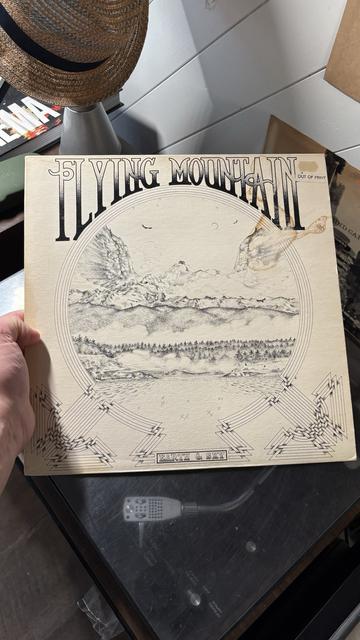 FLYING MOUNTAIN
OUT OF PRINT
EARTH & SKY